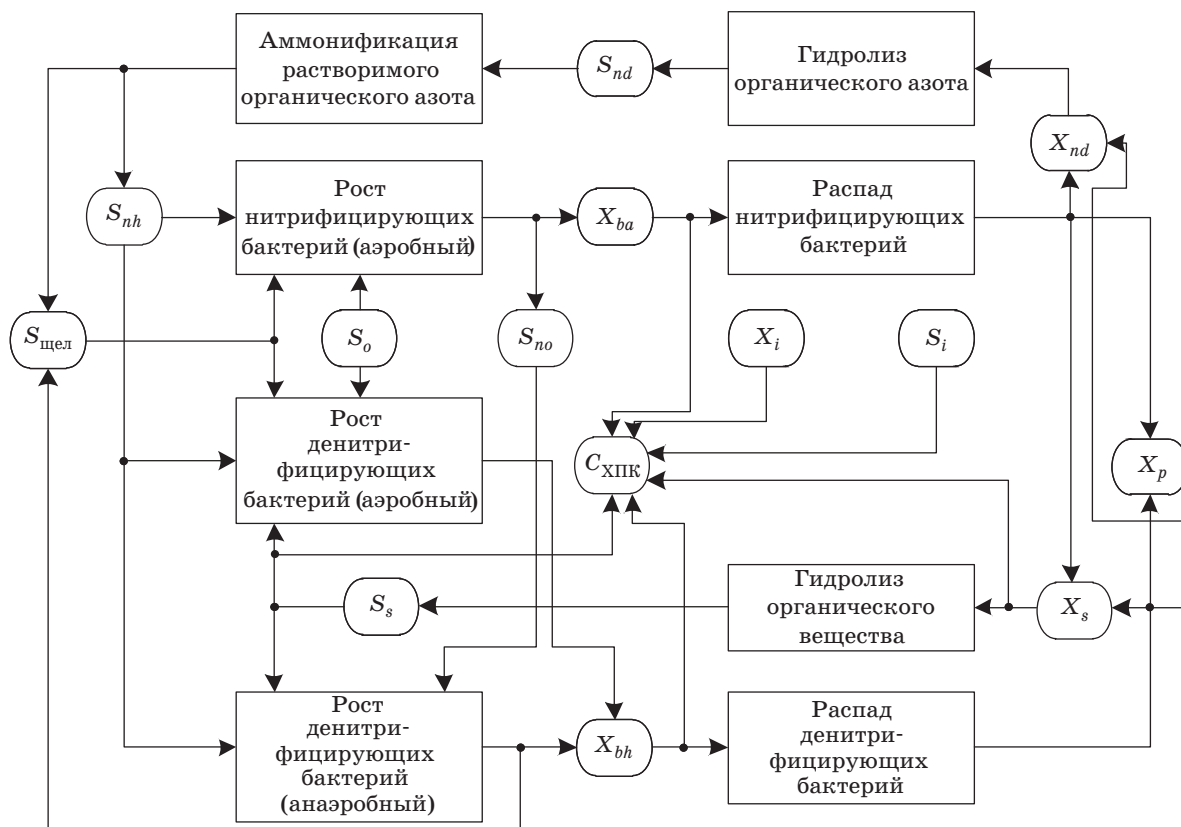 Аммонификация
растворимого
органического азота
S_nd
Гидролиз
органического азота
X_nd
S_nh
Рост
нитрифицирующих
бактерий (аэробный)
X_ba
Распад
нитрифицирующих
бактерий
S_щел
S_o
S_no
X_i
S_i
Рост
денитри-
фицирующих
бактерий (аэробный)
C_ХПК
X_p
S_s
Гидролиз
органического
вещества
X_s
Рост
денитри-
фицирующих
бактерий
(анаэробный)
X_bh
Распад
денитри-
фицирующих
бактерий